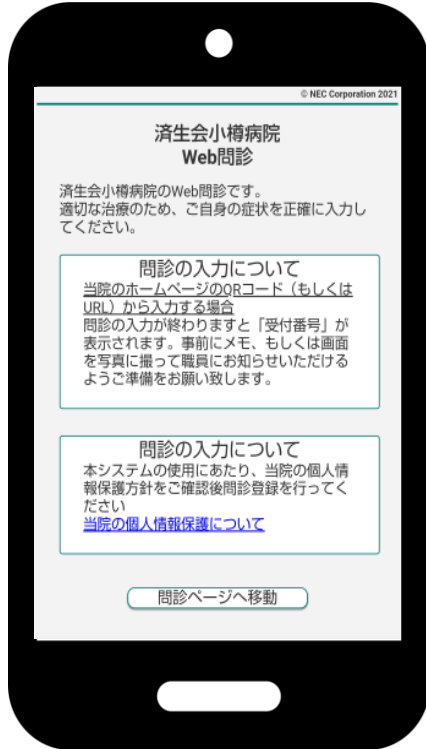 © NEC Corporation 2021
済生会小樽病院
Web問診
済生会小樽病院のWeb問診です。
適切な治療のため、ご自身の症状を正確に入力し
てください。
問診の入力について
当院のホームページのQRコード（もしくは
URL）から入力する場合
問診の入力が終わりますと「受付番号」が
表示されます。事前にメモ、もしくは画面
を写真に撮って職員にお知らせいただける
ようご準備をお願い致します。
問診の入力について
本システムの使用にあたり、当院の個人情
報保護方針をご確認後問診登録を行ってく
ださい
当院の個人情報保護について
問診ページへ移動